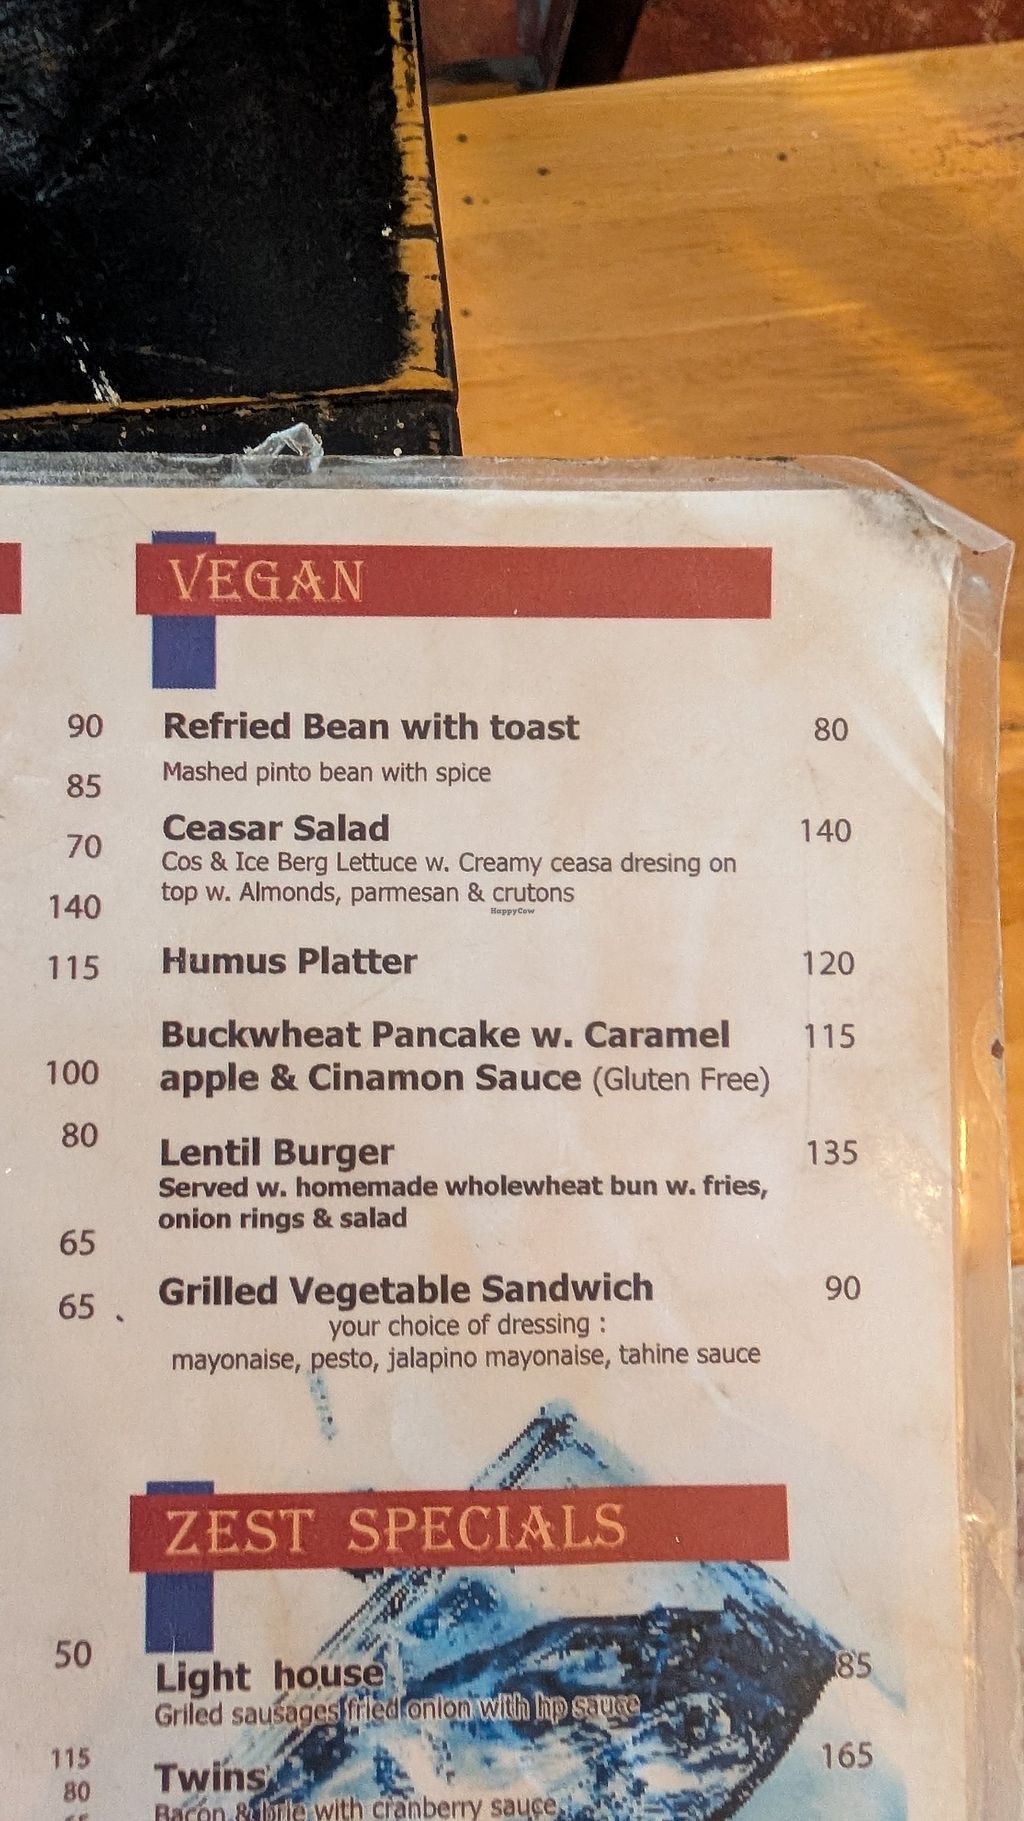 VEGAN
90
85
70
140
115
100
80
65
65
50
115
80
Refried Bean with toast 80
Mashed pinto bean with spice
Ceasar Salad 140
Cos & Ice Berg Lettuce w. Creamy ceasa dresing on
top w. Almonds, parmesan & crutons
HappyCow
Humus Platter 120
Buckwheat Pancake w. Caramel 115
apple & Cinamon Sauce (Gluten Free)
Lentil Burger 135
Served w. homemade wholewheat bun w. fries,
onion rings & salad
Grilled Vegetable Sandwich 90
your choice of dressing :
mayonaise, pesto, jalapino mayonaise, tahine sauce
ZEST SPECIALS
Light house 85
Griled sausages fried onion with hp sauce
Twins 165
Bacon & brie with cranberry sauce